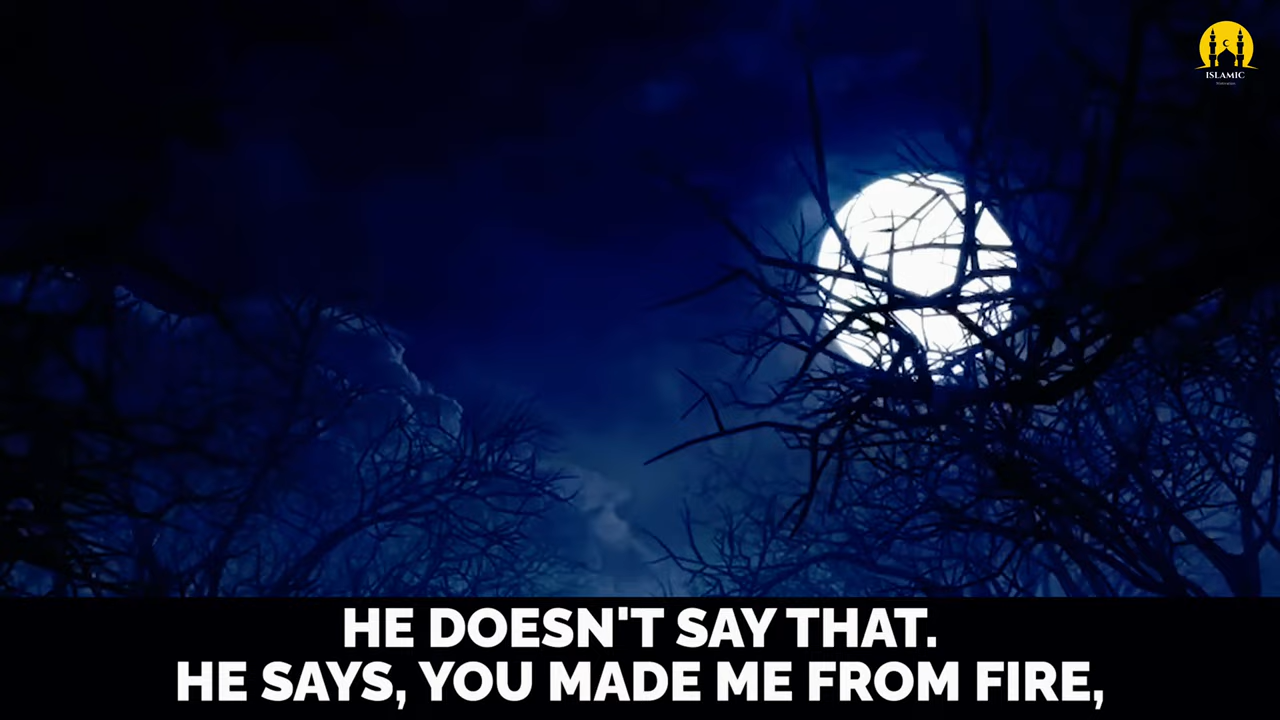 ISLAMIC
HE DOESN'T SAY THAT.
HE SAYS, YOU MADE ME FROM FIRE,